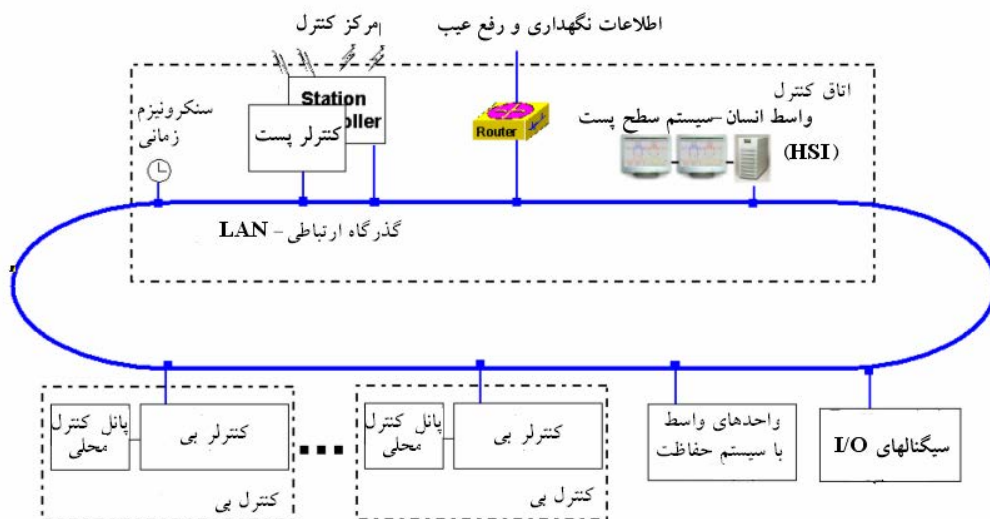 اطلاعات نگهداری و رفع عیب
مرکز کنترل
اتاق کنترل
واسط انسان – سیستم سطح پست
(HSI)
Router
Station
oller
کنترلر پست
سنکرونیزم
زمانی
گذرگاه ارتباطی – LAN
سیگنالهای I/O
واحدهای واسط
با سیستم حفاظت
کنترلر بی
پانل کنترل
محلی
کنترل بی
...
کنترلر بی
پانل کنترل
محلی
کنترل بی